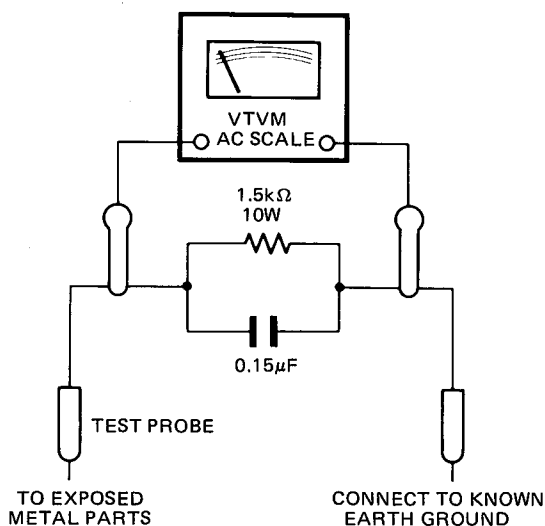 VTVM
AC SCALE
1.5kΩ
10W
0.15μF
TEST PROBE
TO EXPOSED
METAL PARTS
CONNECT TO KNOWN
EARTH GROUND